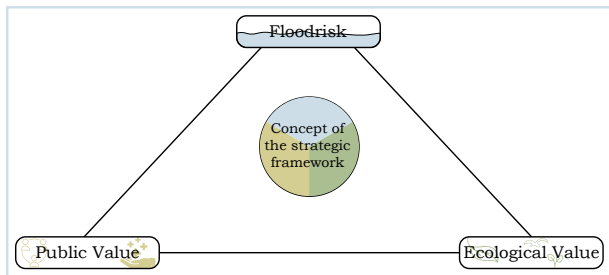 Floodrisk
Concept of
the strategic
framework
Public Value
Ecological Value